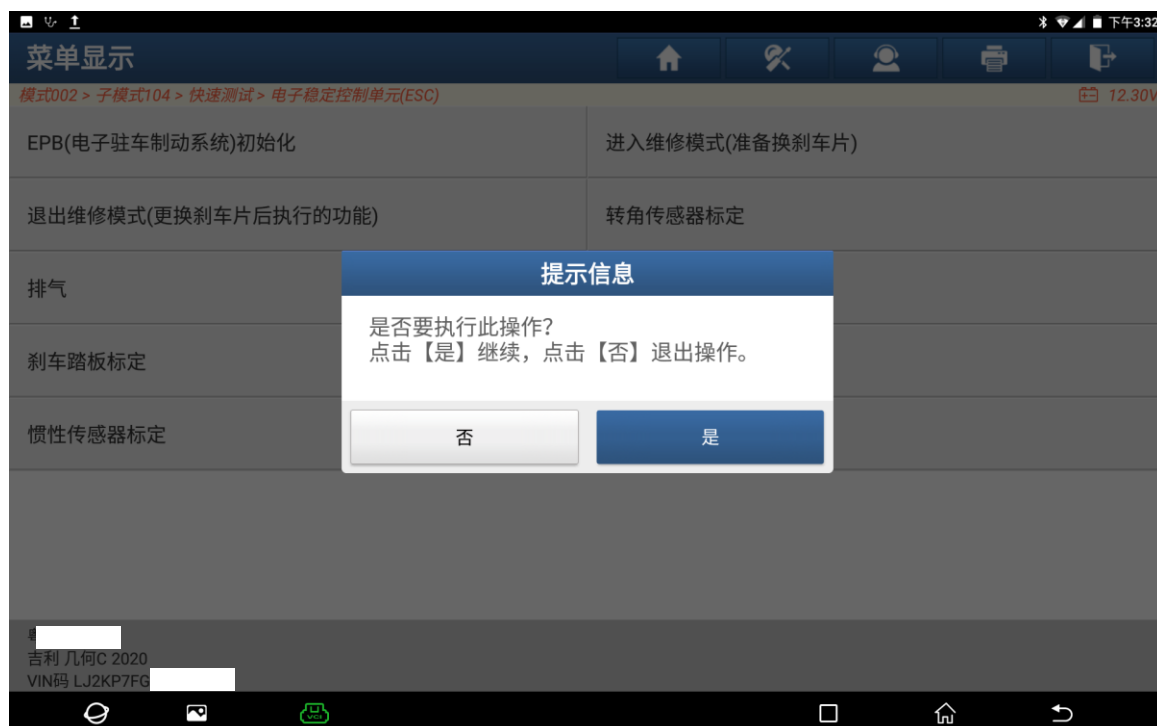 下午3:32
菜单显示
模式002 > 子模式104 > 快速测试 > 电子稳定控制单元(ESC)
12.30V
EPB(电子驻车制动系统)初始化
进入维修模式(准备换刹车片)
退出维修模式(更换刹车片后执行的功能)
转角传感器标定
排气
提示信息
是否要执行此操作?
点击【是】继续，点击【否】退出操作。
刹车踏板标定
惯性传感器标定
否
是
吉利 几何C 2020
VIN码 LJ2KP7FG
VCI